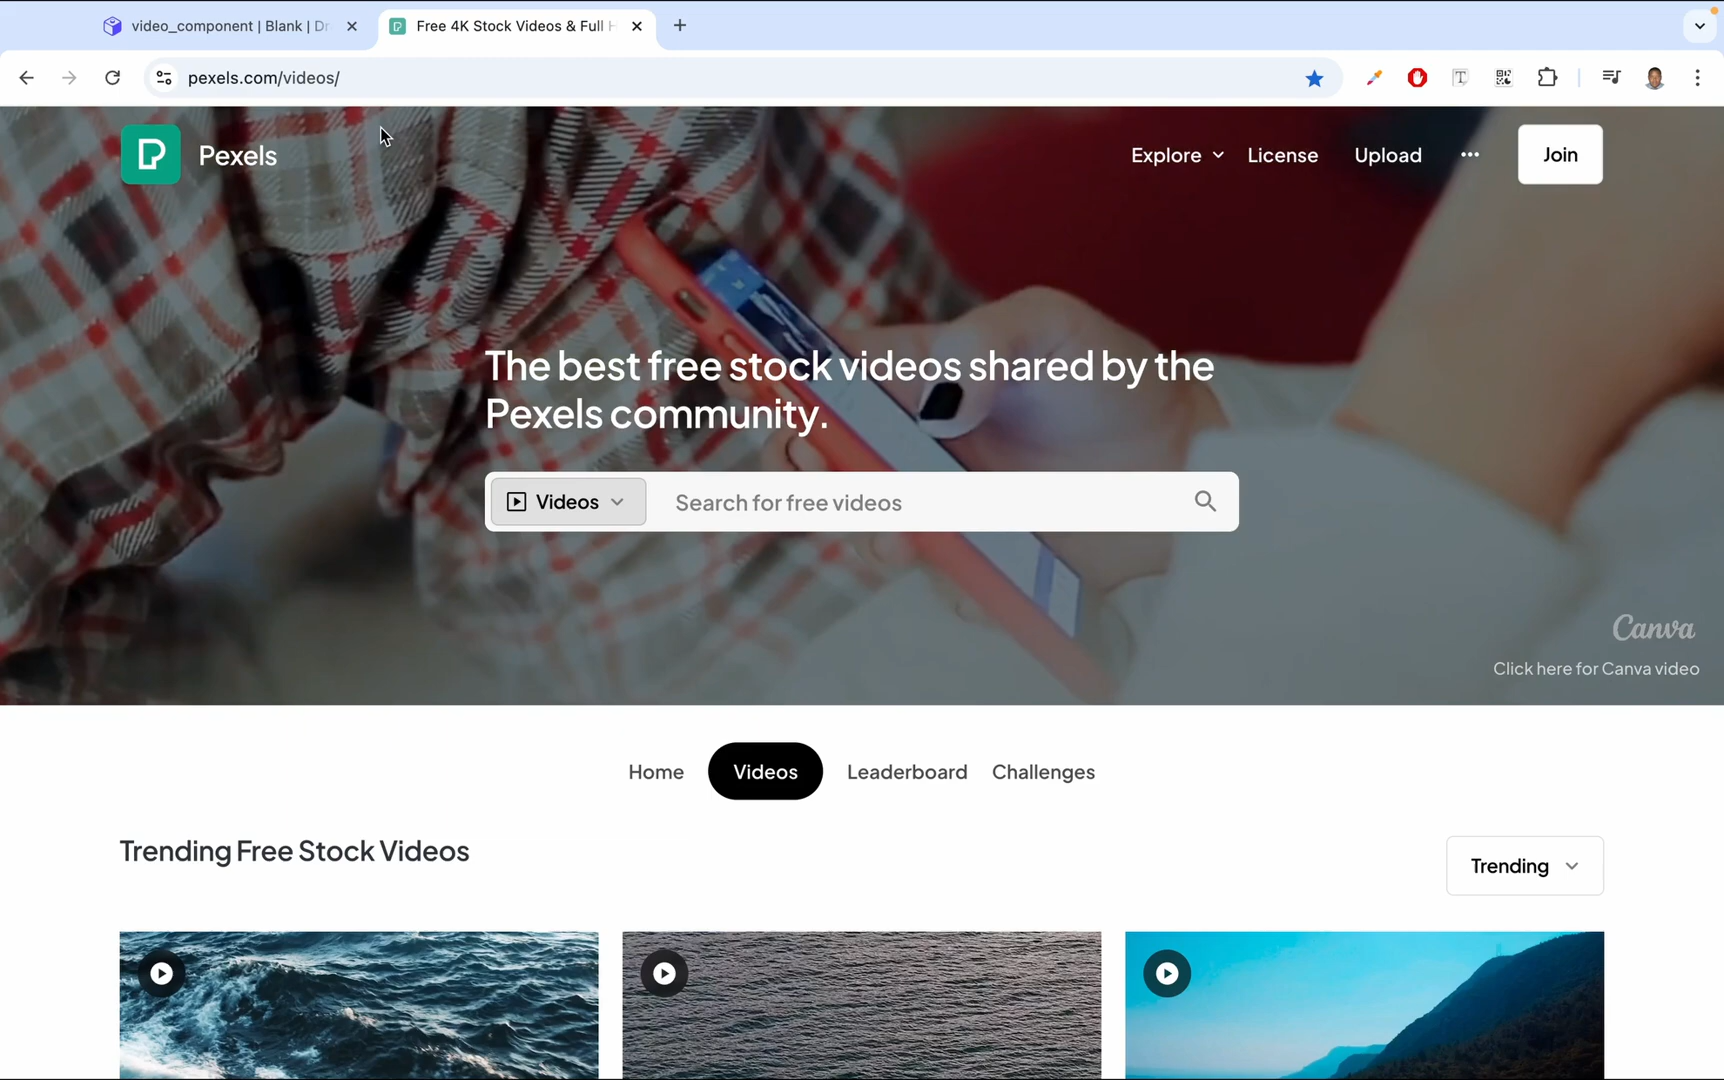 video_component | Blank | Dr
Free 4K Stock Videos & Full H
pexels.com/videos/
Pexels
Explore
License
Upload
Join
The best free stock videos shared by the
Pexels community.
Videos
Search for free videos
Canva
Click here for Canva video
Home
Videos
Leaderboard
Challenges
Trending Free Stock Videos
Trending